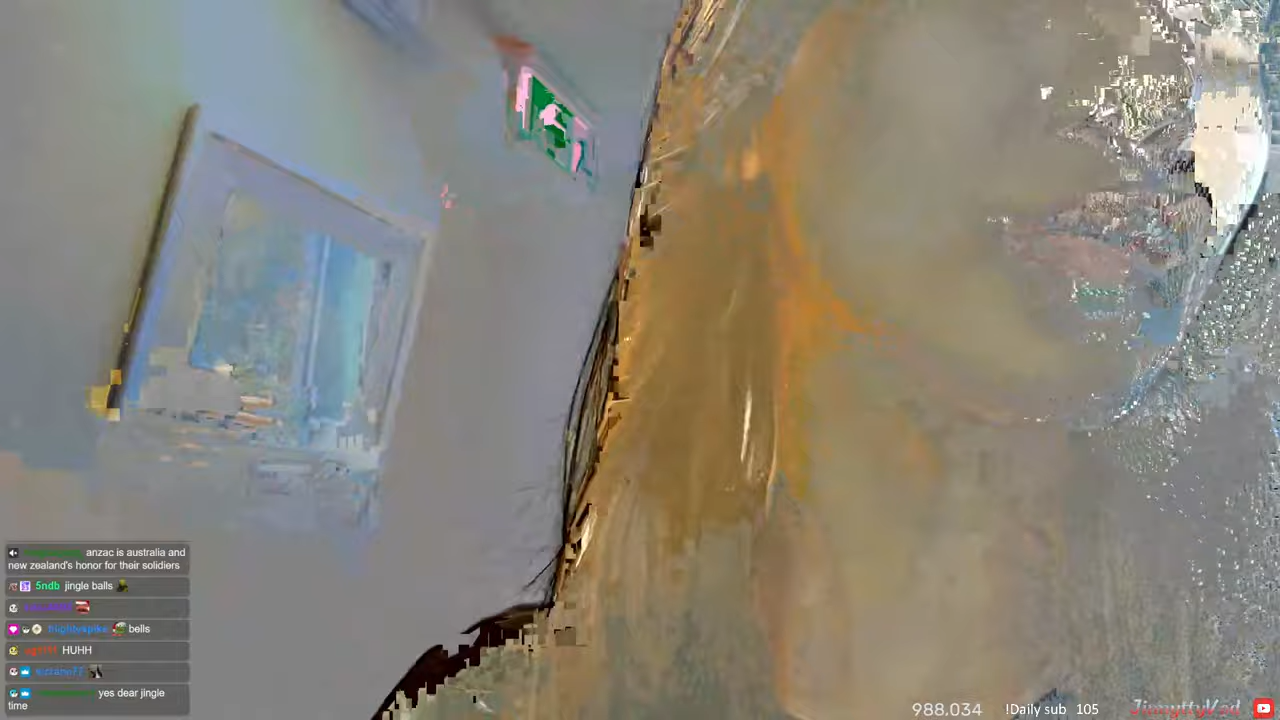 anzac is australia and
new zealand's honor for their solidiers
5ndb jingle balls
bells
HUHH
yes dear jingle
time
988.034 !Daily sub 105